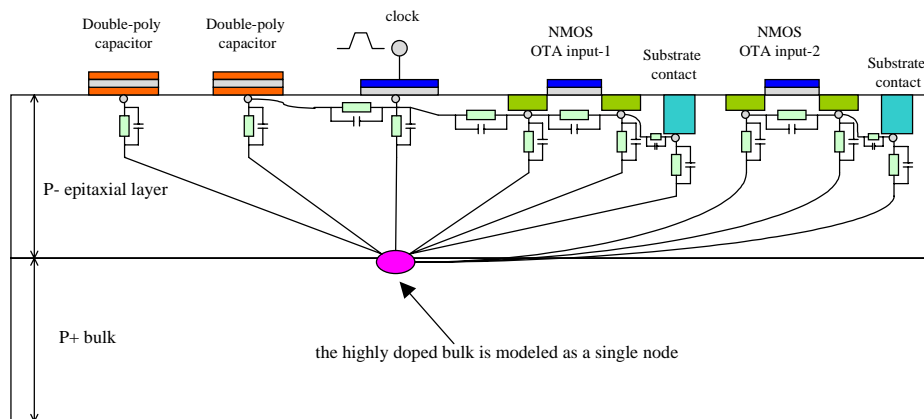 Double-poly
capacitor
Double-poly
capacitor
clock
NMOS
OTA input-1
Substrate
contact
NMOS
OTA input-2
Substrate
contact
P- epitaxial layer
P+ bulk
the highly doped bulk is modeled as a single node